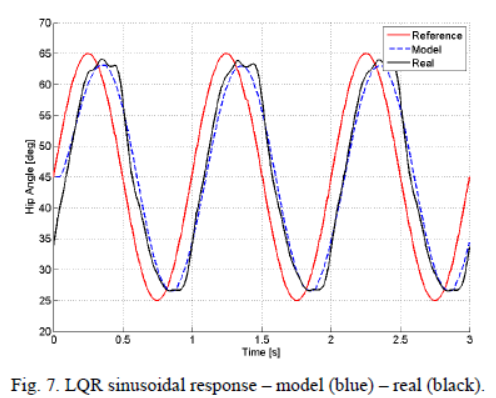 70
65
60
55
50
45
40
35
30
25
20
Hip Angle [deg]
Reference
Model
Real
0 0.5 1 1.5 2 2.5 3
Time [s]
Fig. 7. LQR sinusoidal response – model (blue) – real (black).